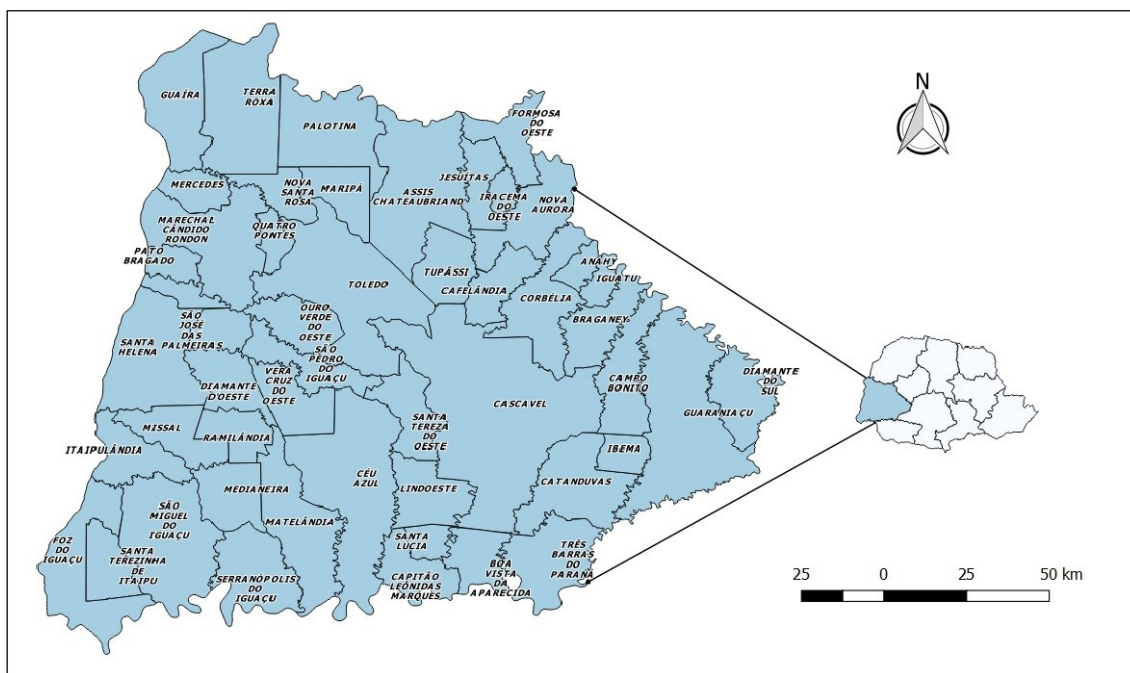 GUAÍRA
TERRA
ROXA
PALOTINA
FORMOSA
DO
OESTE
N
MERCEDES
NOVA
SANTA
ROSA
MARIPÁ
ASSIS
CHATEAUBRIAND
JESUÍTAS
IRACEMA
DO
OESTE
NOVA
AURORA
MARECHAL
CÂNDIDO
RONDON
QUATRO
PONTES
PATO
BRAGADO
TOLEDO
TUPÃSSI
CAFELÂNDIA
CORBÉLIA
ANAHY
IGUATU
BRAGANEY
SANTA
HELENA
SÃO
JOSÉ
DAS
PALMEIRAS
OURO
VERDE
DO
OESTE
SÃO
PEDRO
DO
IGUAÇU
DIAMANTE
D'OESTE
VERA
CRUZ
DO
OESTE
CASCAVEL
CAMPO
BONITO
GUARANIAÇU
DIAMANTE
DO
SUL
MISSAL
RAMILÂNDIA
SANTA
TEREZA
DO
OESTE
IBEMA
ITAIPULÂNDIA
MEDIANEIRA
CÉU
AZUL
LINDOESTE
CATANDUVAS
SÃO
MIGUEL
DO
IGUAÇU
MATELÂNDIA
FOZ
DO
IGUAÇU
SANTA
TEREZINHA
DE
ITAIPU
SERRANÓPOLIS
DO
IGUAÇU
SANTA
LÚCIA
CAPITÃO
LEÔNIDAS
MARQUES
BOA
VISTA
DA
APARECIDA
TRÊS
BARRAS
DO
PARANÁ
25 0 25 50 km